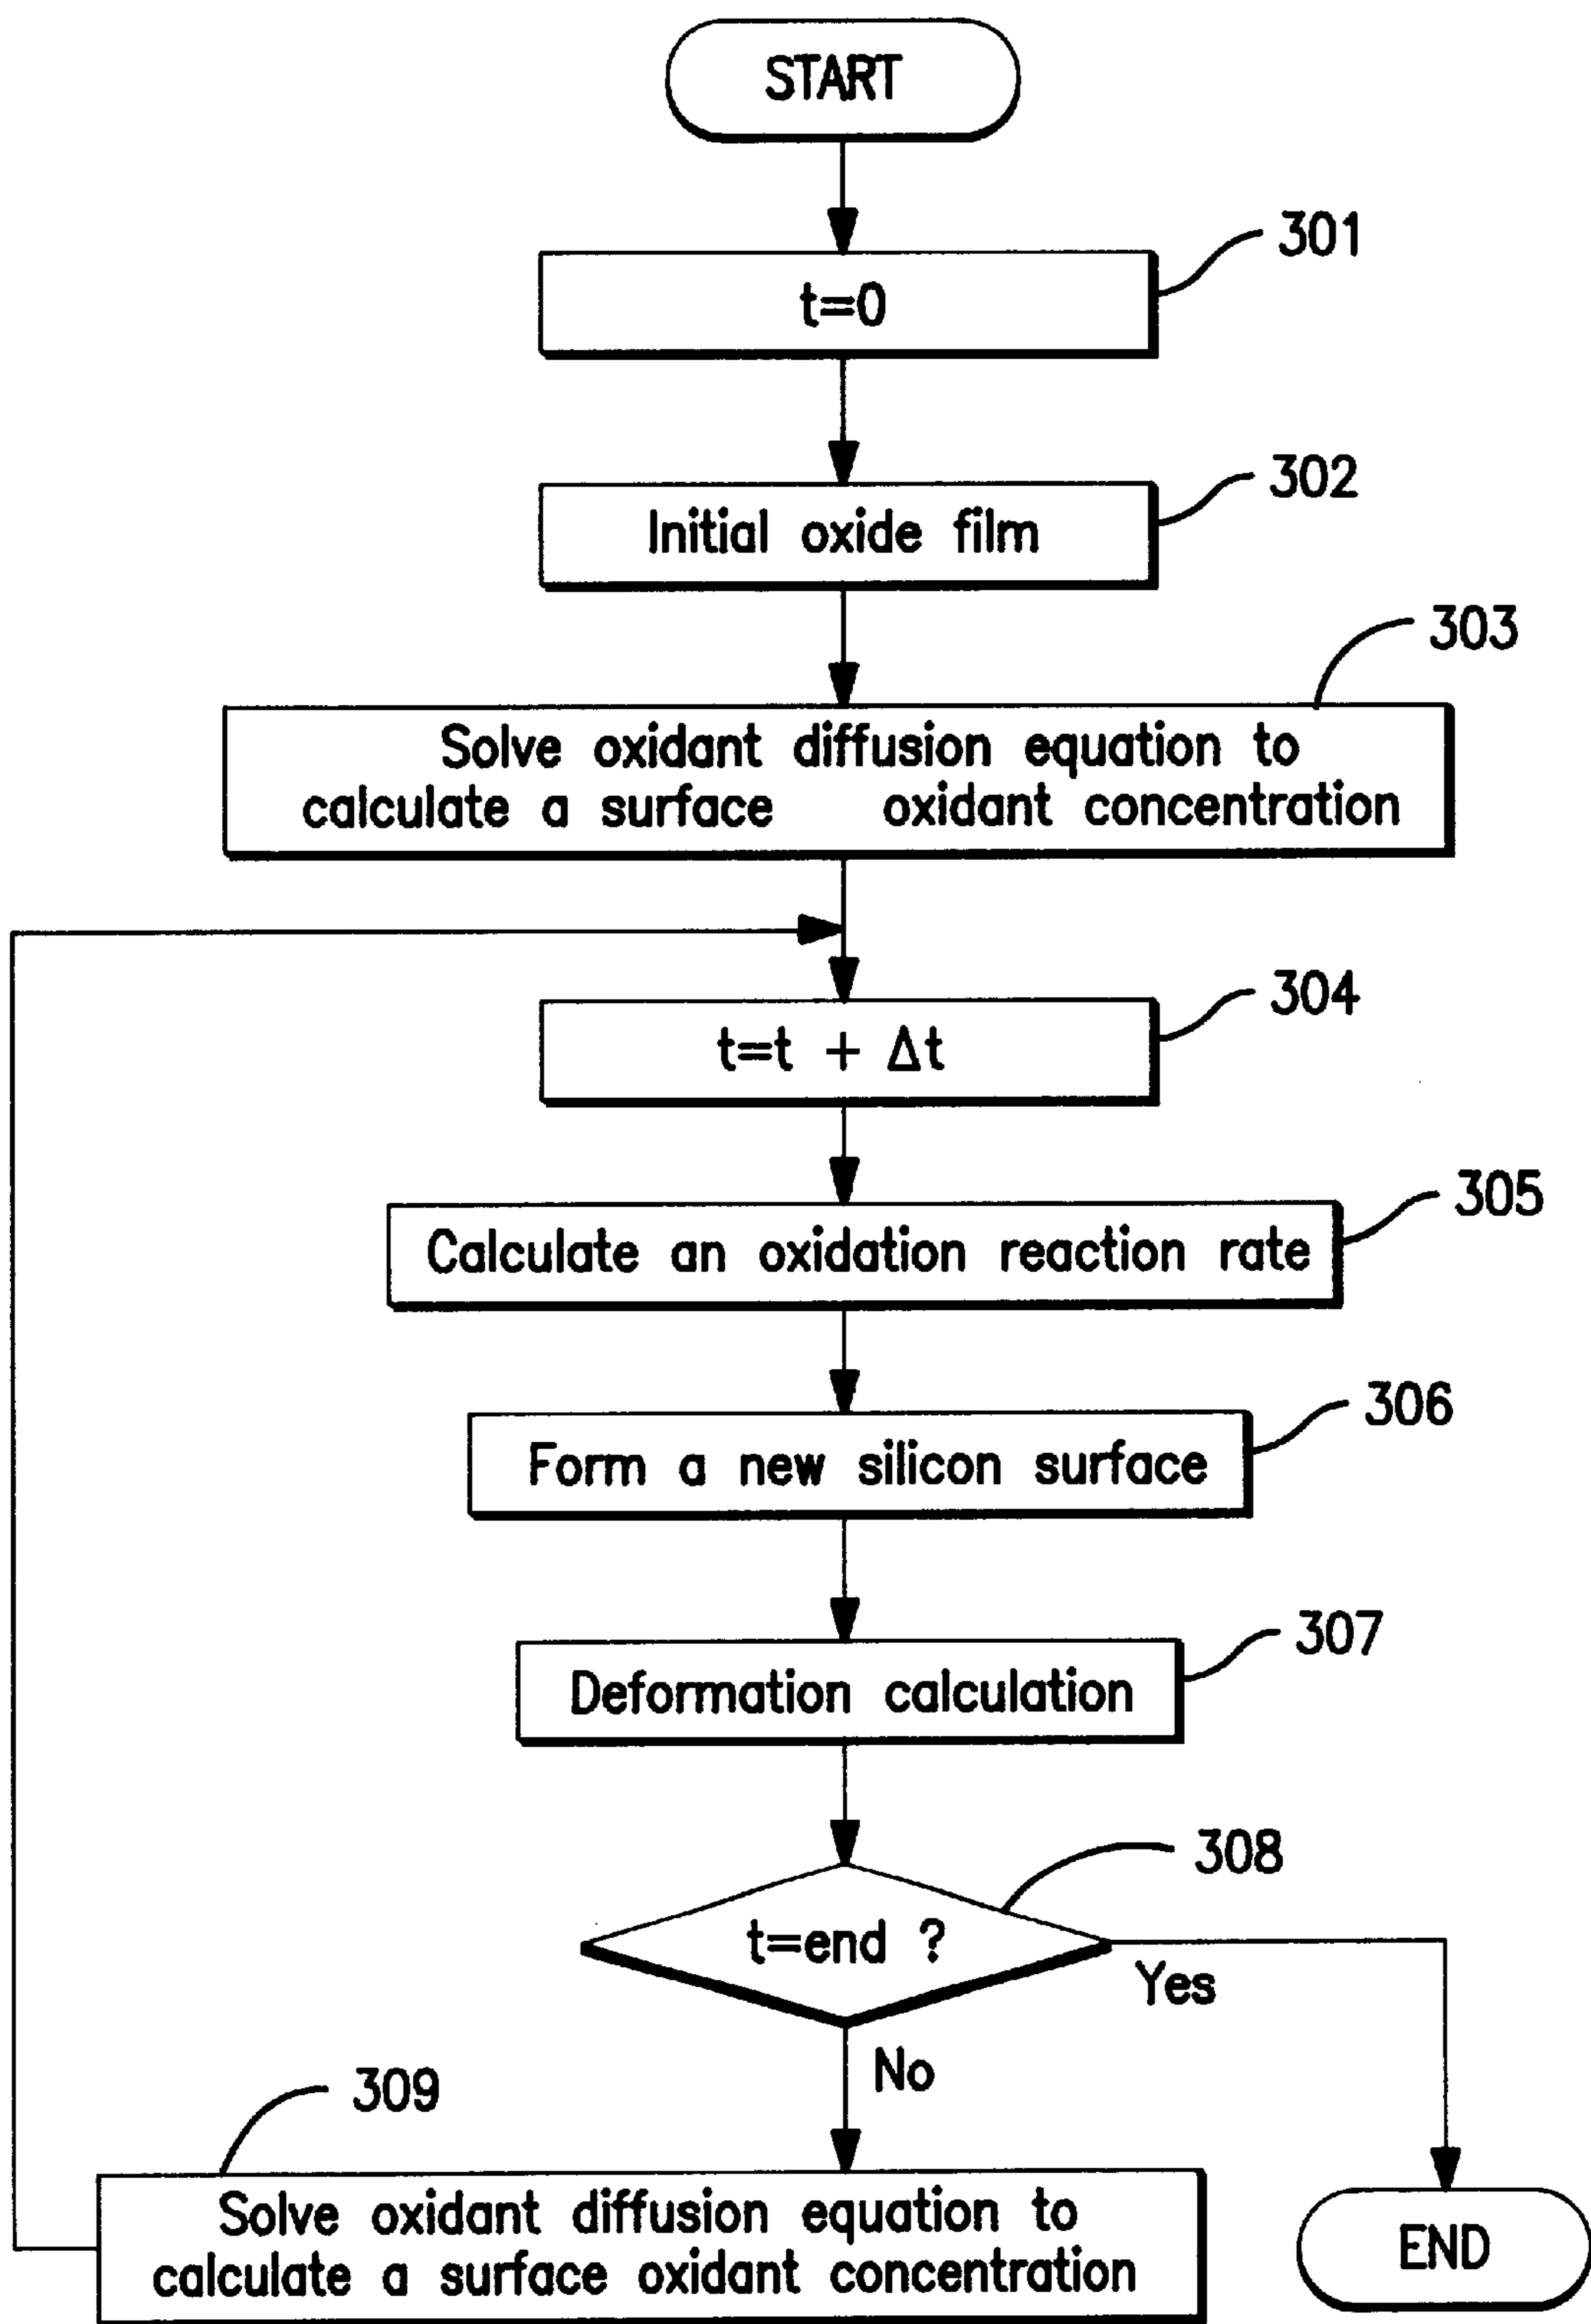 START
301
t=0
302
Initial oxide film
303
Solve oxidant diffusion equation to
calculate a surface oxidant concentration
304
t=t + Δt
305
Calculate an oxidation reaction rate
306
Form a new silicon surface
307
Deformation calculation
308
t=end ?
Yes
No
309
Solve oxidant diffusion equation to
calculate a surface oxidant concentration
END